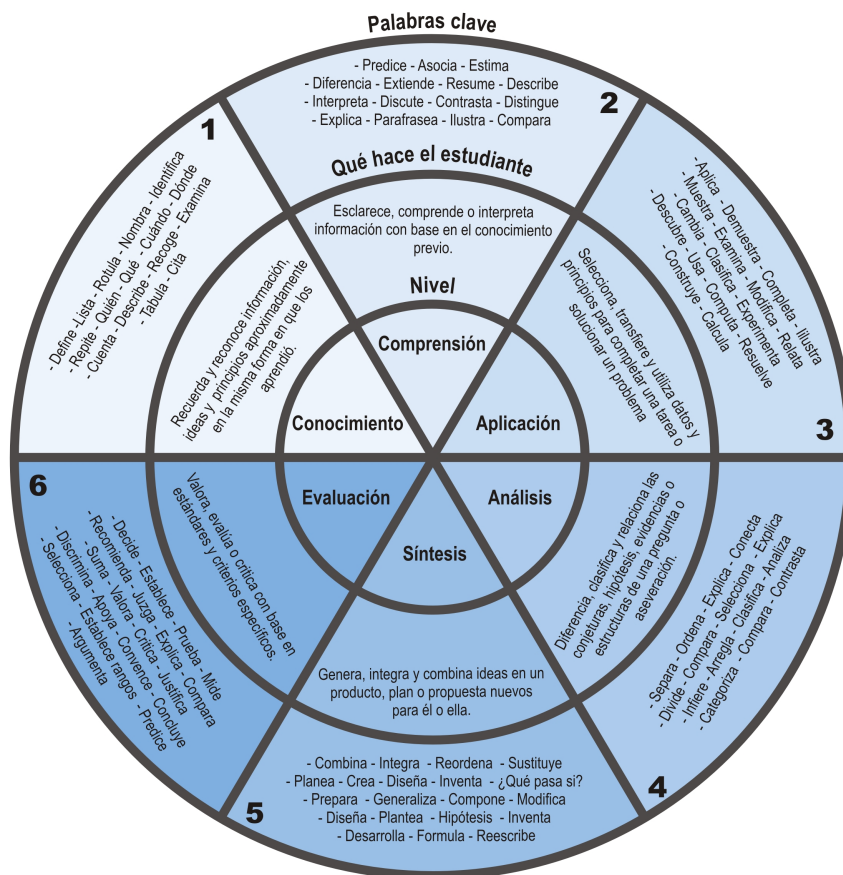 Palabras clave
1
- Define -Lista - Rotula - Nombra - Identifica
- Repite - Quién - Qué - Cuándo - Dónde
- Cuenta - Describe - Recoge - Examina
- Tabula - Cita
Recuerda y reconoce información,
ideas y principios aproximadamente
en la misma forma en que los
aprendió.
Conocimiento
2
- Predice - Asocia - Estima
- Diferencia - Extiende - Resume - Describe
- Interpreta - Discute - Contrasta - Distingue
- Explica - Parafrasea - Ilustra - Compara
Qué hace el estudiante
Esclarece, comprende o interpreta
información con base en el conocimiento
previo.
Nivel
Comprensión
3
- Aplica - Demuestra - Completa - Ilustra
- Muestra - Examina - Modifica - Relata
- Cambia - Clasifica - Experimenta
- Descubre - Usa - Computa - Resuelve
- Construye - Calcula
Selecciona, transfiere y utiliza datos y
principios para completar una tarea o
solucionar un problema
Aplicación
4
- Separa - Ordena - Explica - Conecta
- Divide - Compara - Selecciona - Explica
- Infiere - Arregla - Clasifica - Analiza
- Categoriza - Compara - Contrasta
Diferencia, clasifica y relaciona las
conjeturas, hipótesis, evidencias o
estructuras de una pregunta o
aseveración.
Análisis
Síntesis
Genera, integra y combina ideas en un
producto, plan o propuesta nuevos
para él o ella.
- Combina - Integra - Reordena - Sustituye
- Planea - Crea - Diseña - Inventa - ¿Qué pasa si?
- Prepara - Generaliza - Compone - Modifica
- Diseña - Plantea - Hipótesis - Inventa
- Desarrolla - Formula - Reescribe
5
6
- Decide - Establece - Prueba - Mide
- Recomienda - Juzga - Explica - Compara
- Suma - Valora - Critica - Justifica
- Discrimina - Apoya - Convence - Concluye
- Selecciona - Establece rangos - Predice
- Argumenta
Valora, evalúa o critica con base en
estándares y criterios específicos.
Evaluación